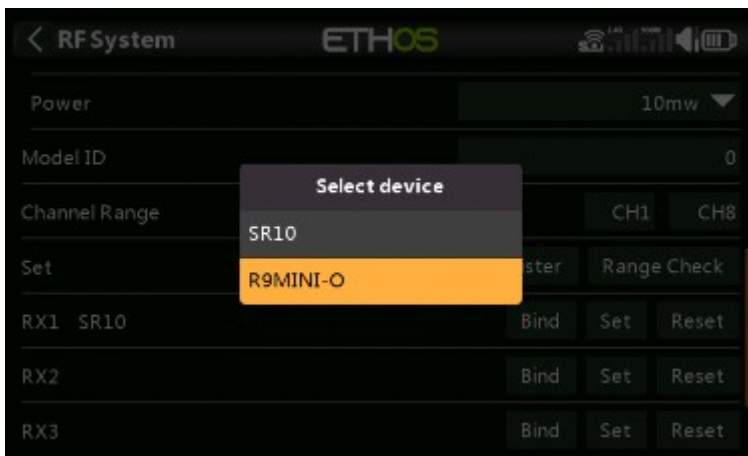 RF System ETHOS
Power 10mw
Model ID 0
Select device
Channel Range CH1 CH8
SR10
Set ister Range Check
R9MINI-O
RX1 SR10 Bind Set Reset
RX2 Bind Set Reset
RX3 Bind Set Reset